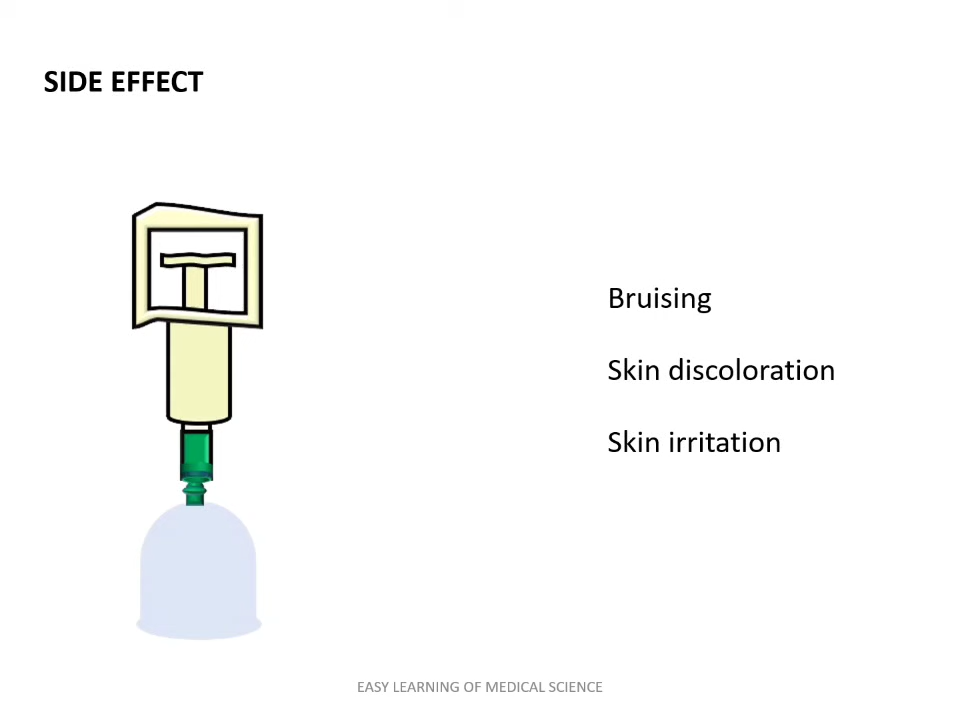 SIDE EFFECT
Bruising
Skin discoloration
Skin irritation
EASY LEARNING OF MEDICAL SCIENCE